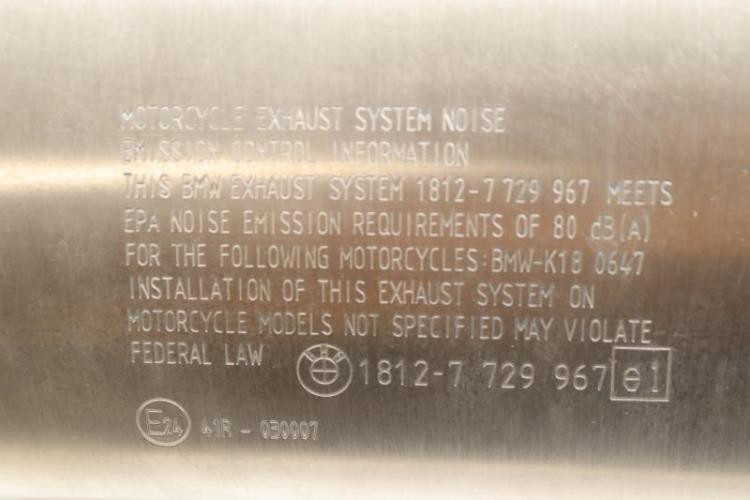 MOTORCYCLE EXHAUST SYSTEM NOISE
EMISSION CONTROL INFORMATION
THIS BMW EXHAUST SYSTEM 1812-7 729 967 MEETS
EPA NOISE EMISSION REQUIREMENTS OF 80 dB(A)
FOR THE FOLLOWING MOTORCYCLES: BMW-K18 0647
INSTALLATION OF THIS EXHAUST SYSTEM ON
MOTORCYCLE MODELS NOT SPECIFIED MAY VIOLATE
FEDERAL LAW
1812-7 729 967 e1
E24 41R - 030007